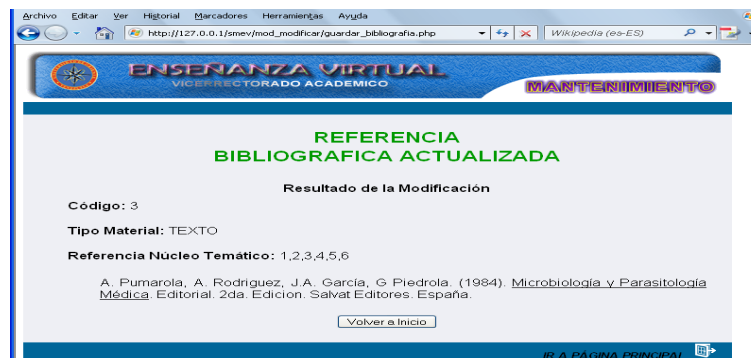 Archivo Editar Ver Historial Marcadores Herramientas Ayuda
http://127.0.0.1/smev/mod_modificar/guardar_bibliografia.php Wikipedia (es-ES)
ENSEÑANZA VIRTUAL
VICERRECTORADO ACADEMICO
MANTENIMIENTO
REFERENCIA
BIBLIOGRAFICA ACTUALIZADA
Resultado de la Modificación
Código: 3
Tipo Material: TEXTO
Referencia Núcleo Temático: 1,2,3,4,5,6
A. Pumarola, A. Rodriguez, J.A. García, G Piedrola. (1984). Microbiología y Parasitología
Médica. Editorial. 2da. Edicion. Salvat Editores. España.
Volver a Inicio
IR A PAGINA PRINCIPAL